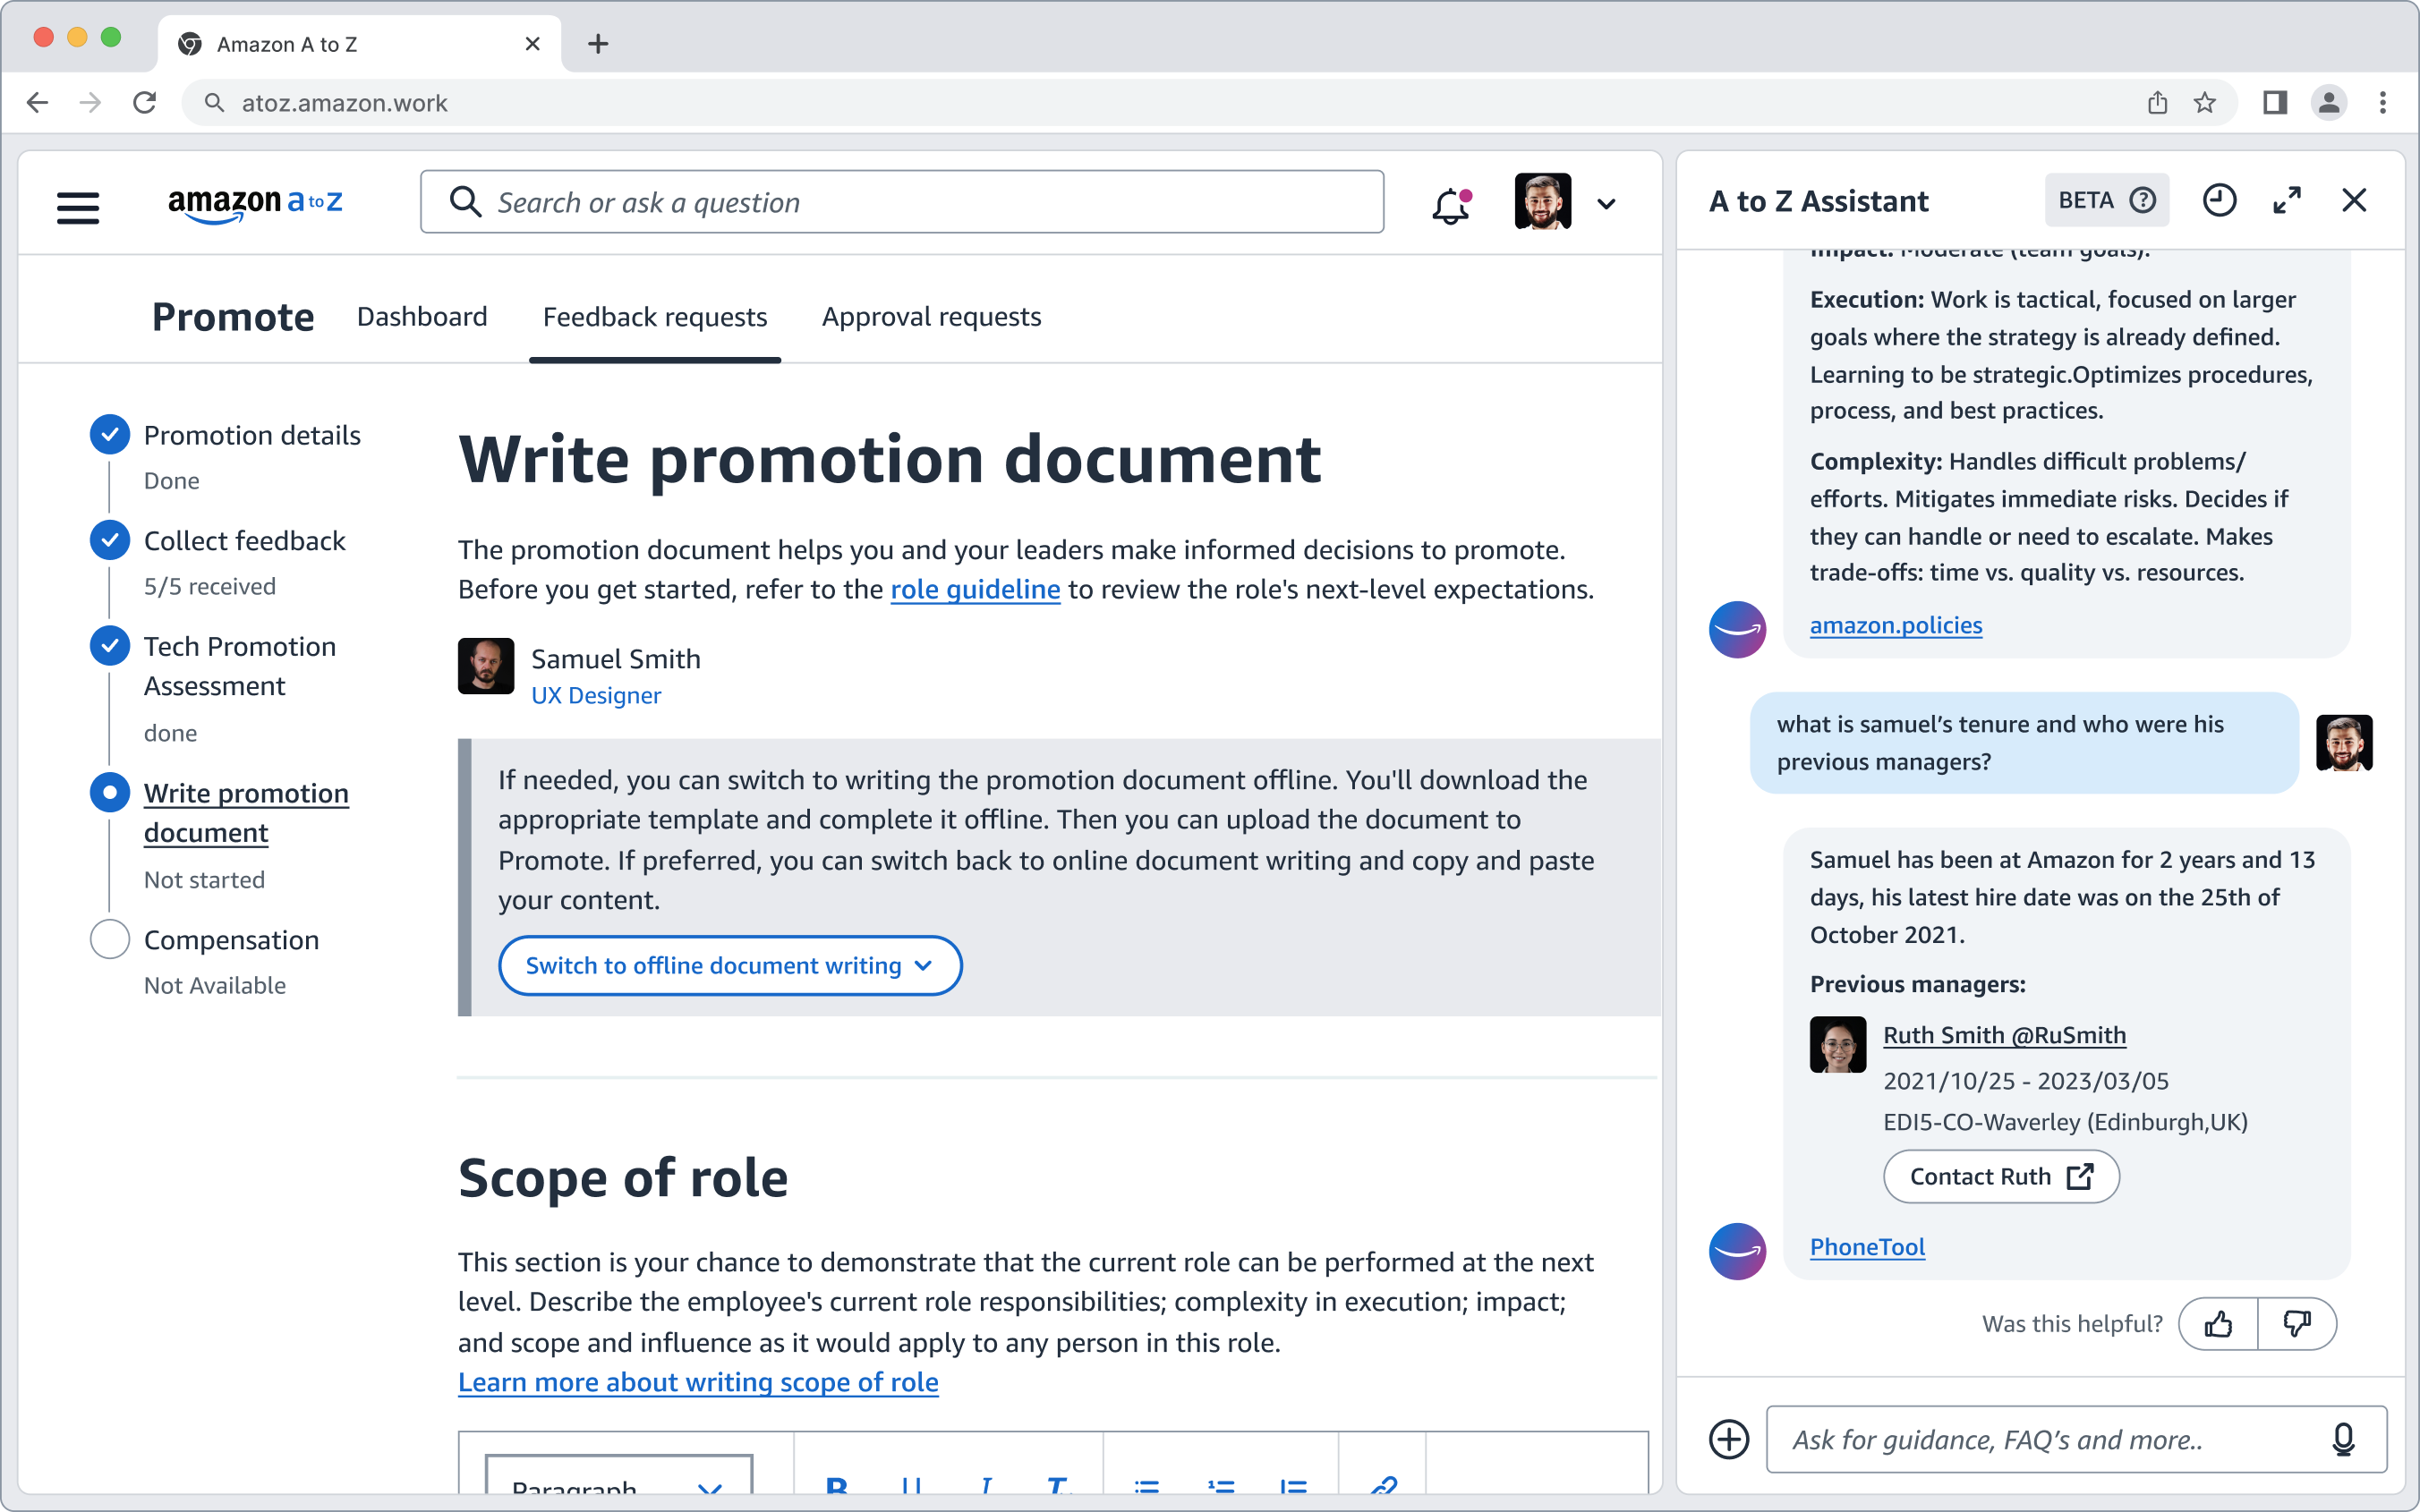 Amazon A to Z
atoz.amazon.work
amazon a to Z
Search or ask a question
Promote
Dashboard
Feedback requests
Approval requests
Promotion details
Done
Collect feedback
5/5 received
Tech Promotion
Assessment
done
Write promotion
document
Not started
Compensation
Not Available
Write promotion document
The promotion document helps you and your leaders make informed decisions to promote.
Before you get started, refer to the role guideline to review the role's next-level expectations.
Samuel Smith
UX Designer
If needed, you can switch to writing the promotion document offline. You'll download the
appropriate template and complete it offline. Then you can upload the document to
Promote. If preferred, you can switch back to online document writing and copy and paste
your content.
Switch to offline document writing
Scope of role
This section is your chance to demonstrate that the current role can be performed at the next
level. Describe the employee's current role responsibilities; complexity in execution; impact;
and scope and influence as it would apply to any person in this role.
Learn more about writing scope of role
Paragraph
B U I T
A to Z Assistant
BETA
Impact: Moderate (team goals).
Execution: Work is tactical, focused on larger
goals where the strategy is already defined.
Learning to be strategic.Optimizes procedures,
process, and best practices.
Complexity: Handles difficult problems/
efforts. Mitigates immediate risks. Decides if
they can handle or need to escalate. Makes
trade-offs: time vs. quality vs. resources.
amazon.policies
what is samuel’s tenure and who were his
previous managers?
Samuel has been at Amazon for 2 years and 13
days, his latest hire date was on the 25th of
October 2021.
Previous managers:
Ruth Smith @RuSmith
2021/10/25 - 2023/03/05
EDI5-CO-Waverley (Edinburgh,UK)
Contact Ruth
PhoneTool
Was this helpful?
Ask for guidance, FAQ’s and more..